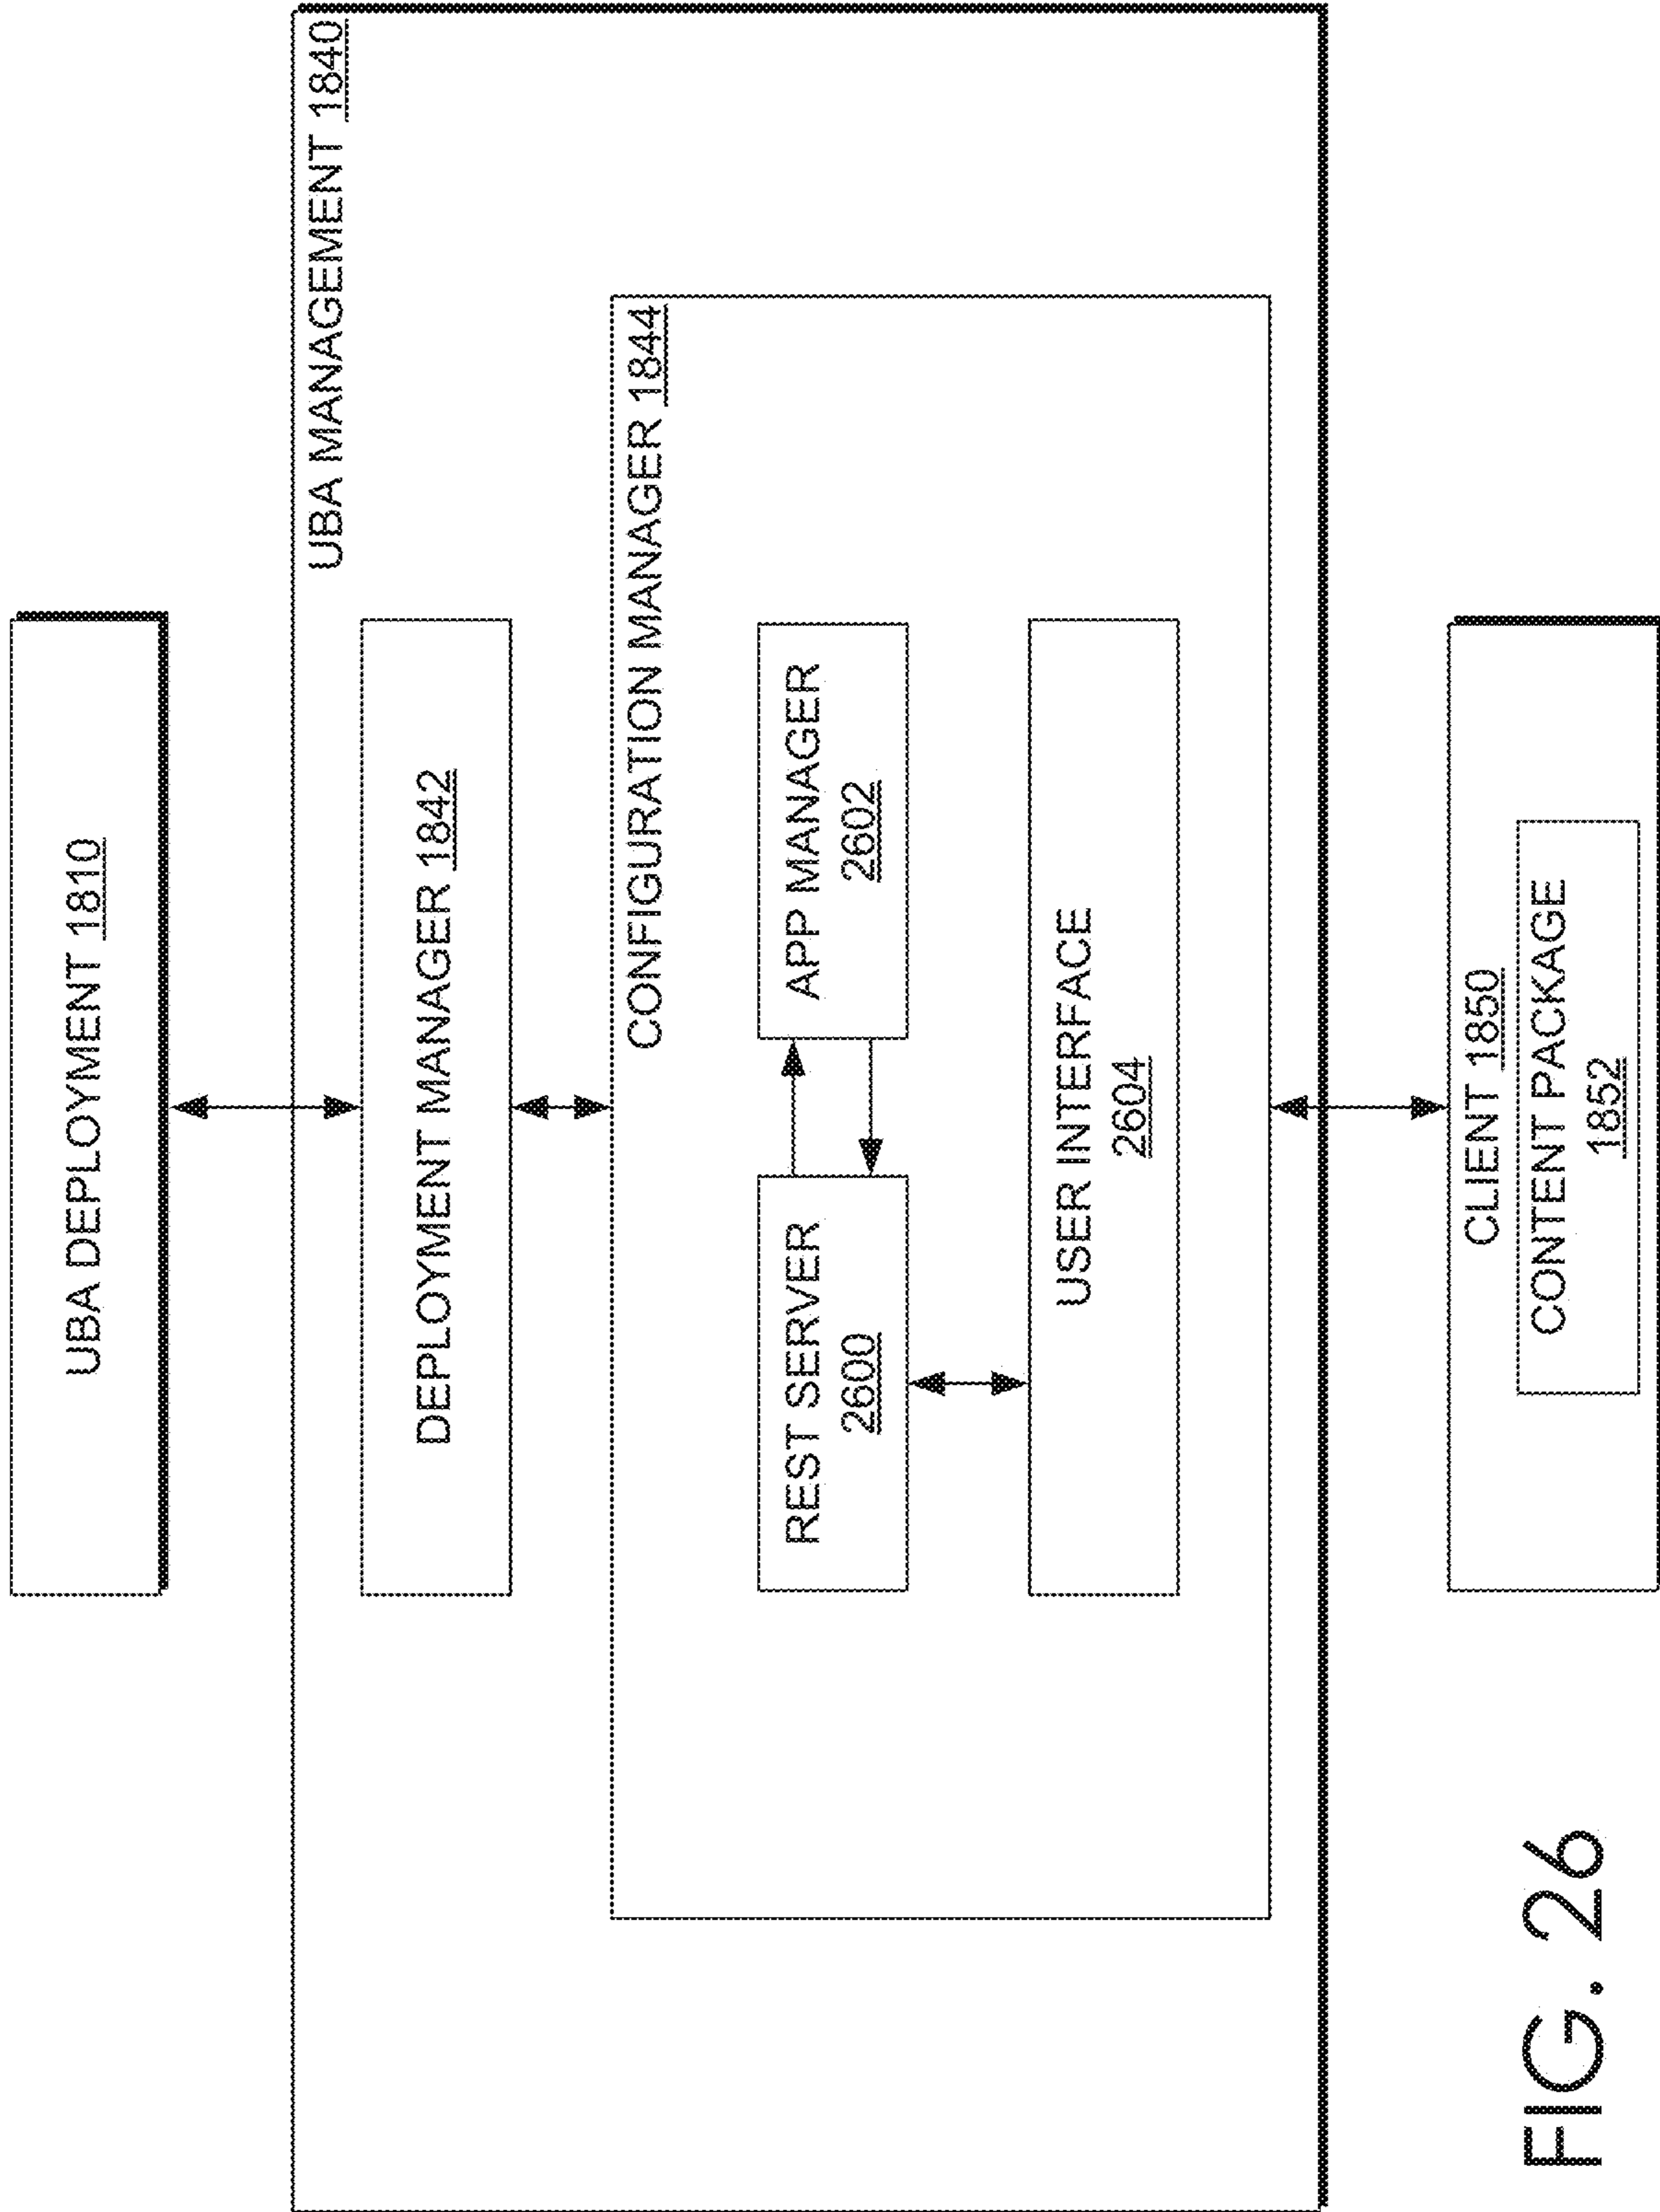 UBA DEPLOYMENT 1810
UBA MANAGEMENT 1840
DEPLOYMENT MANAGER 1842
CONFIGURATION MANAGER 1844
REST SERVER
2600
APP MANAGER
2602
USER INTERFACE
2604
CLIENT 1850
CONTENT PACKAGE
1852
FIG. 26